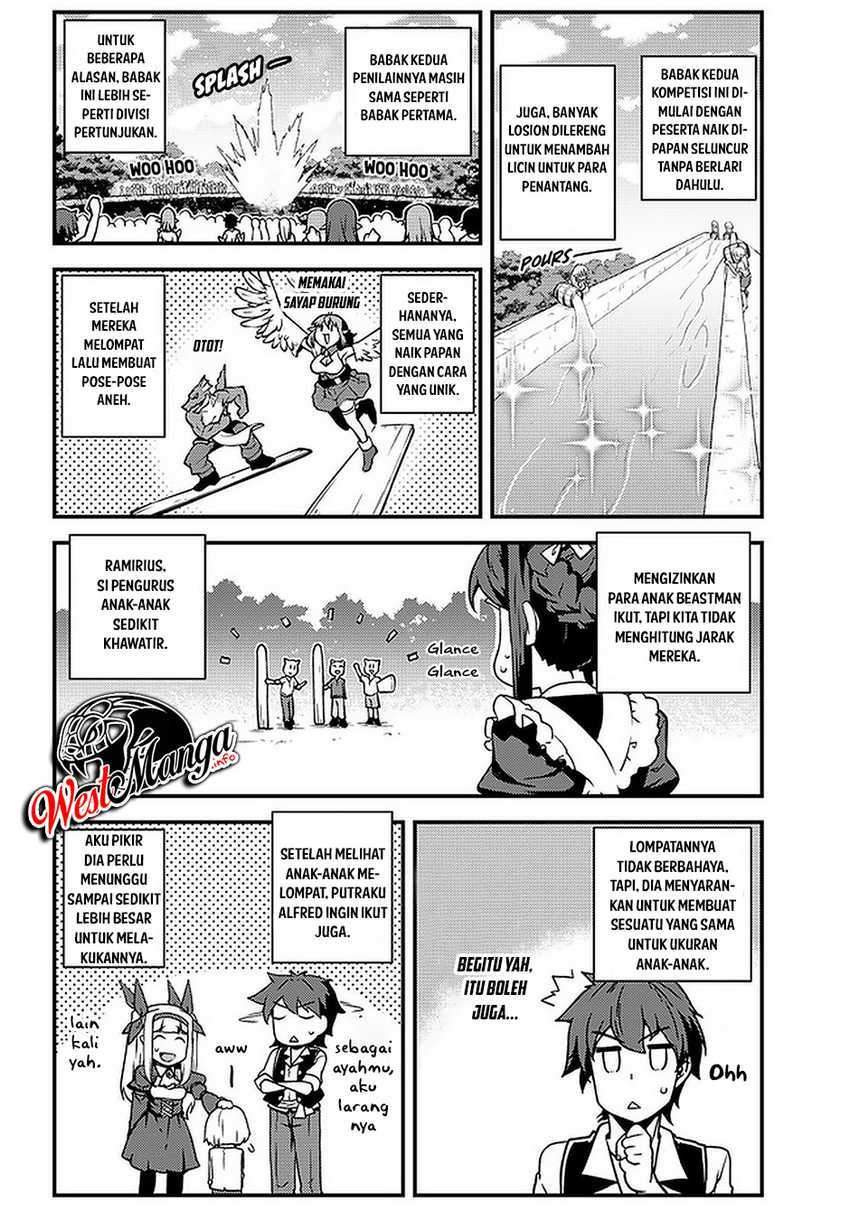 BABAK KEDUA
KOMPETISI INI DI-
MULAI DENGAN
PESERTA NAIK DI-
PAPAN SELUNCUR
TANPA BERLARI
DAHULU.
JUGA, BANYAK
LOSION DILERENG
UNTUK MENAMBAH
LICIN UNTUK PARA
PENANTANG.
POURS —
BABAK KEDUA
PENILAINNYA MASIH
SAMA SEPERTI
BABAK PERTAMA.
SPLASH —
UNTUK
BEBERAPA
ALASAN, BABAK
INI LEBIH SE-
PERTI DIVISI
PERTUNJUKAN.
WOO HOO
WOO HOO
SEDER-
HANANYA,
SEMUA YANG
NAIK PAPAN
DENGAN CARA
YANG UNIK.
MEMAKAI
SAYAP BURUNG
OTOT!
SETELAH
MEREKA
MELOMPAT
LALU MEMBUAT
POSE-POSE
ANEH.
MENGIZINKAN
PARA ANAK BEASTMAN
IKUT, TAPI KITA TIDAK
MENGHITUNG JARAK
MEREKA.
Glance
Glance
RAMIRIUS,
SI PENGURUS
ANAK-ANAK
SEDIKIT
KHAWATIR.
WestManga
.info
LOMPATANNYA
TIDAK BERBAHAYA,
TAPI, DIA MENYARAN-
KAN UNTUK MEMBUAT
SESUATU YANG SAMA
UNTUK UKURAN
ANAK-ANAK.
BEGITU YAH,
ITU BOLEH
JUGA...
Ohh
SETELAH MELIHAT
ANAK-ANAK ME-
LOMPAT, PUTRAKU
ALFRED INGIN IKUT
JUGA.
AKU PIKIR
DIA PERLU
MENUNGGU
SAMPAI SEDIKIT
LEBIH BESAR
UNTUK MELA-
KUKANNYA.
sebagai
ayahmu,
aku
larang
nya
aww
lain
kali
yah.